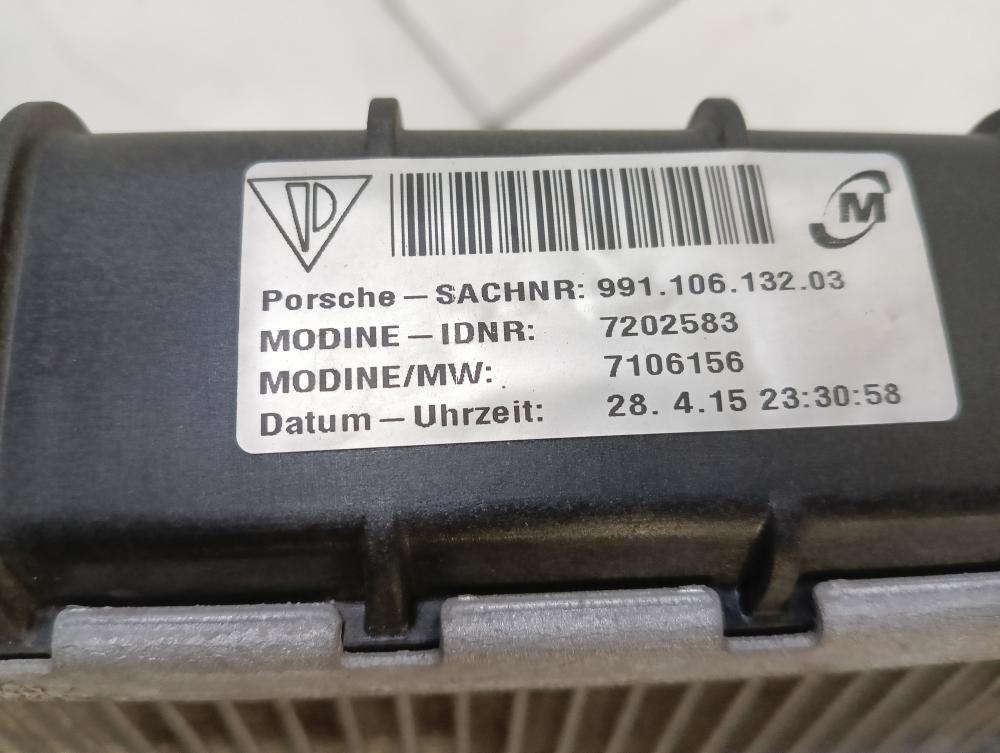 M
Porsche – SACHNR: 991.106.132.03
MODINE – IDNR: 7202583
MODINE/MW: 7106156
Datum – Uhrzeit: 28. 4.15 23:30:58